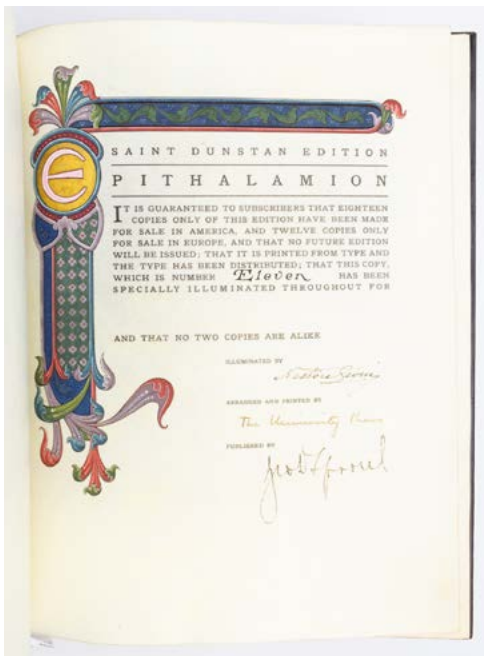 SAINT DUNSTAN EDITION
EPITHALAMION
IT IS GUARANTEED TO SUBSCRIBERS THAT EIGHTEEN
COPIES ONLY OF THIS EDITION HAVE BEEN MADE
FOR SALE IN AMERICA, AND TWELVE COPIES ONLY
FOR SALE IN EUROPE, AND THAT NO FUTURE EDITION
WILL BE ISSUED; THAT IT IS PRINTED FROM TYPE AND
THE TYPE HAS BEEN DISTRIBUTED; THAT THIS COPY,
WHICH IS NUMBER Eleven HAS BEEN
SPECIALLY ILLUMINATED THROUGHOUT FOR
AND THAT NO TWO COPIES ARE ALIKE
ILLUMINATED BY
ARRANGED AND PRINTED BY
The University Press
PUBLISHED BY